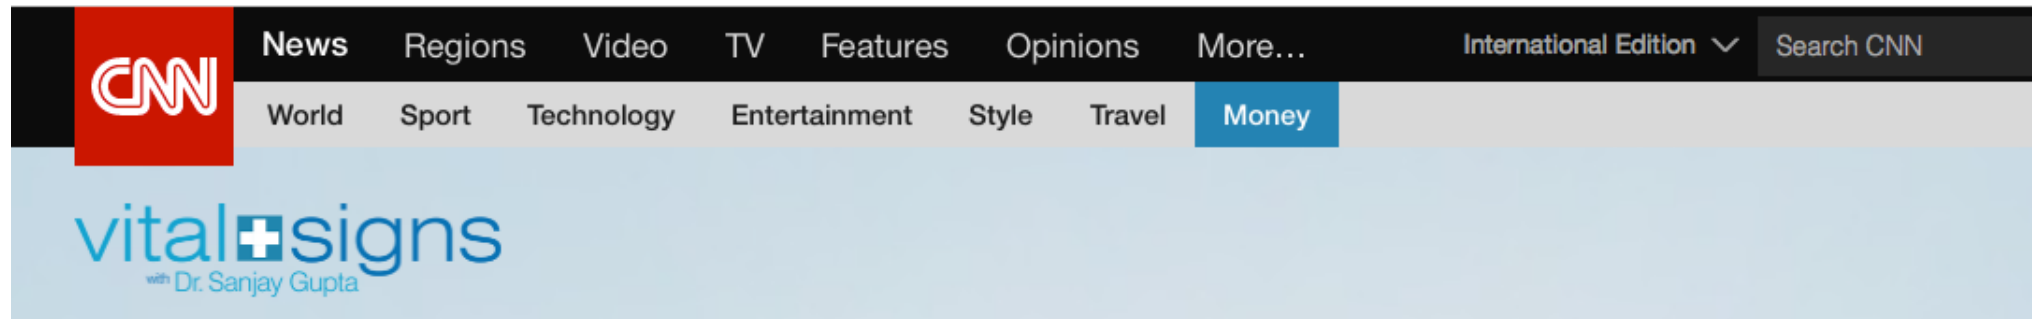 CNN
News Regions Video TV Features Opinions More... International Edition Search CNN
World Sport Technology Entertainment Style Travel Money
vital signs
with Dr. Sanjay Gupta